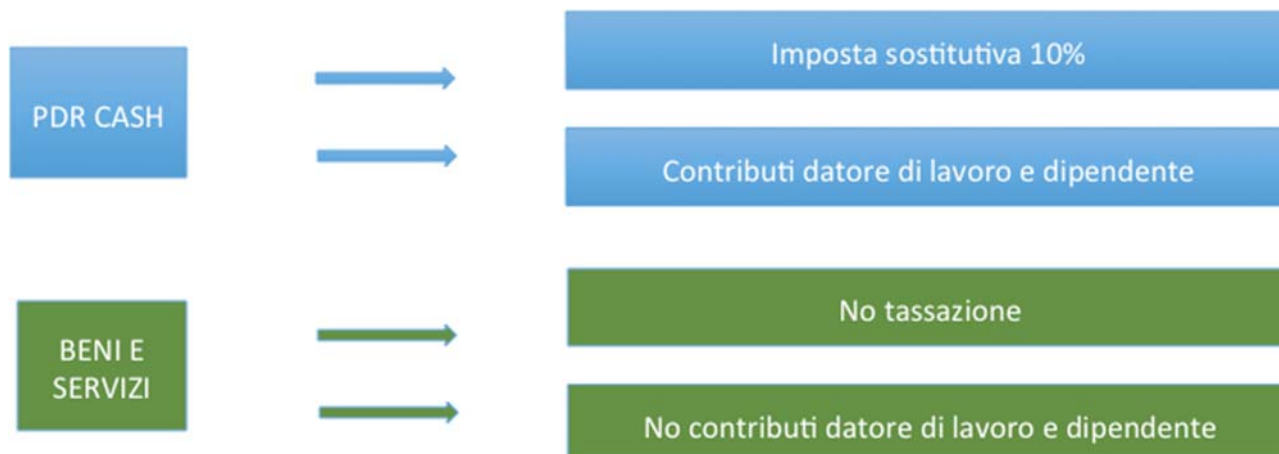 PDR CASH
Imposta sostitutiva 10%
Contributi datore di lavoro e dipendente
BENI E
SERVIZI
No tassazione
No contributi datore di lavoro e dipendente